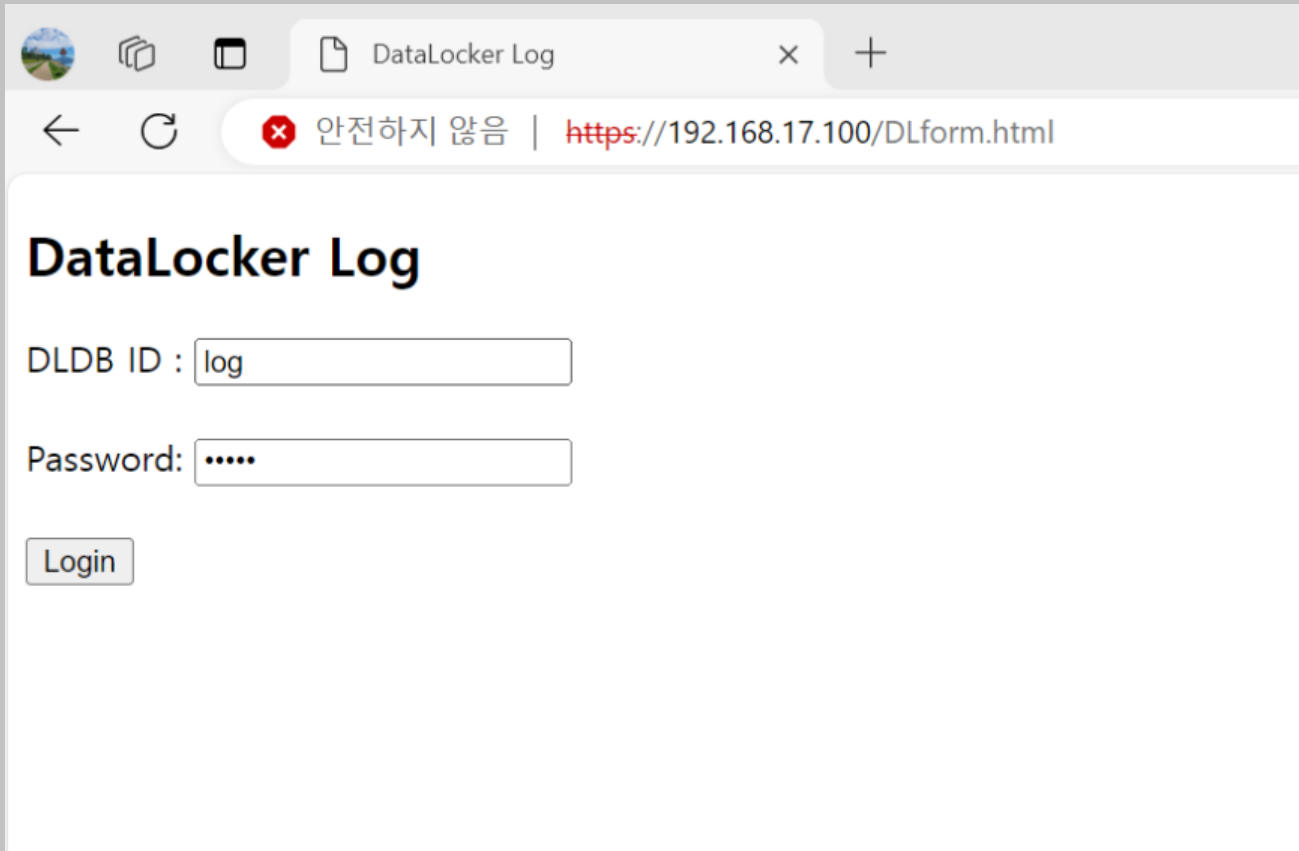 DataLocker Log
안전하지 않음 | https://192.168.17.100/DLform.html
DataLocker Log
DLDB ID : log
Password: •••••
Login